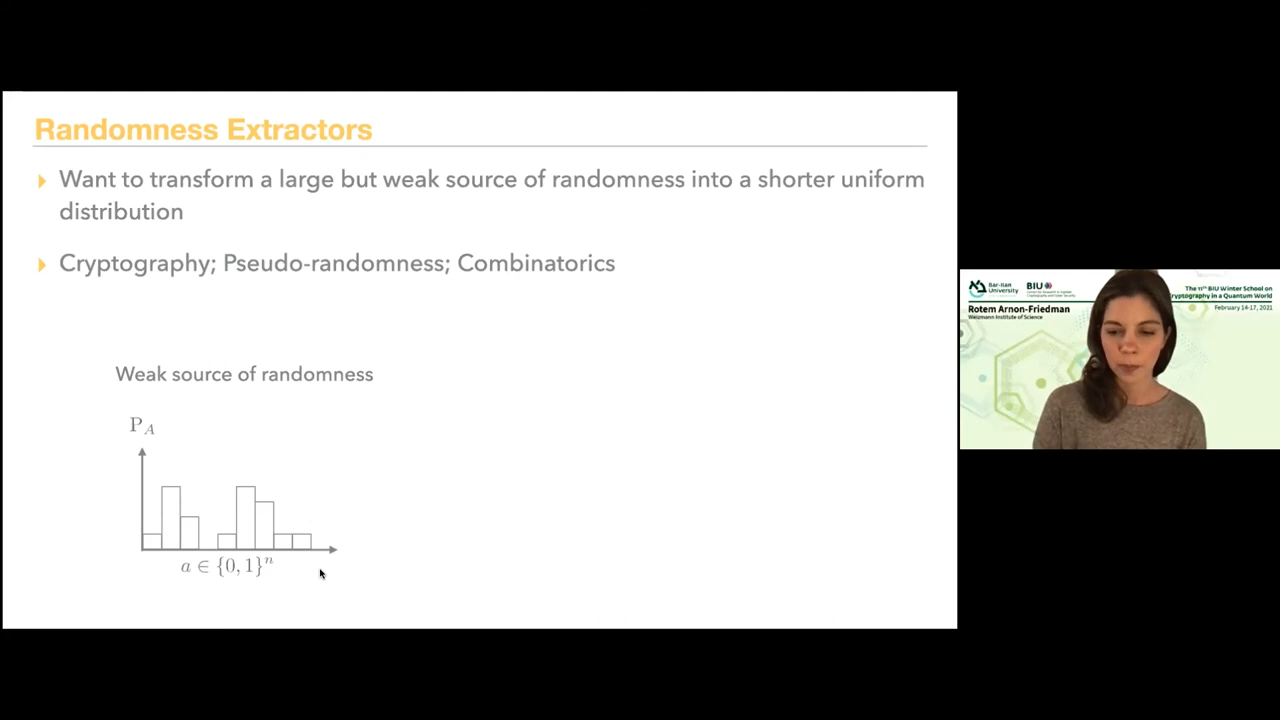 Randomness Extractors
Want to transform a large but weak source of randomness into a shorter uniform
distribution
Cryptography; Pseudo-randomness; Combinatorics
Weak source of randomness
P_A
a ∈ {0, 1}^n
Bar-Ilan
University
BIU
The 11th BIU Winter School on
ryptography in a Quantum World
February 14-17, 2021
Rotem Arnon-Friedman
Weizmann Institute of Science